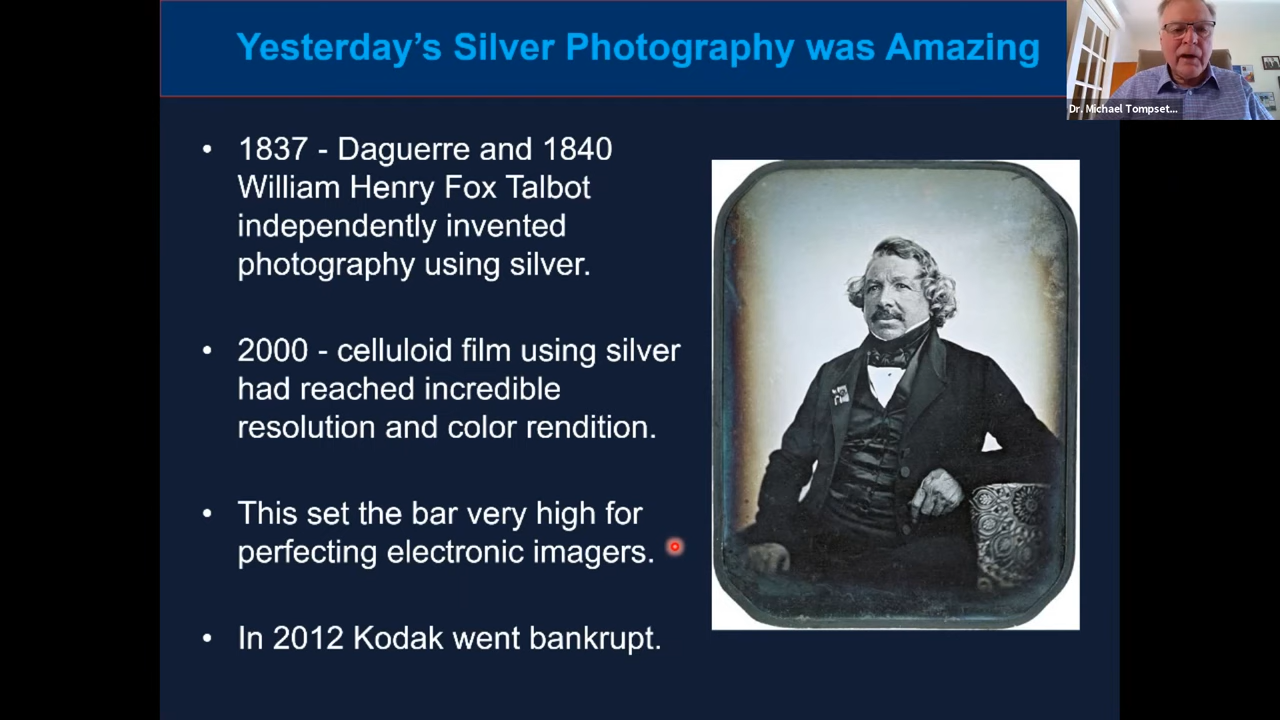 Yesterday’s Silver Photography was Amazing
Dr. Michael Tompset...
• 1837 - Daguerre and 1840
William Henry Fox Talbot
independently invented
photography using silver.
• 2000 - celluloid film using silver
had reached incredible
resolution and color rendition.
• This set the bar very high for
perfecting electronic imagers.
• In 2012 Kodak went bankrupt.